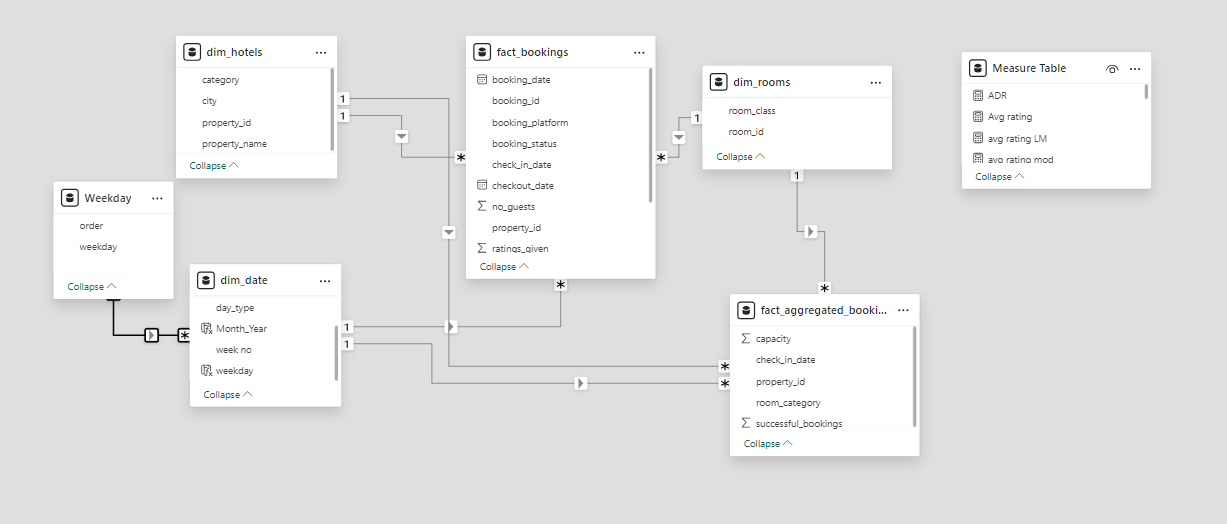 dim_hotels
category
city
property_id
property_name
Collapse
Weekday
order
weekday
Collapse
dim_date
day_type
Month_Year
week no
weekday
Collapse
fact_bookings
booking_date
booking_id
booking_platform
booking_status
check_in_date
checkout_date
no_guests
property_id
ratings_given
Collapse
dim_rooms
room_class
room_id
Collapse
fact_aggregated_booki...
capacity
check_in_date
property_id
room_category
successful_bookings
Collapse
Measure Table
ADR
Avg rating
avg rating LM
avg rating mod
Collapse
1
1
*
1
*
1
*
*
1
1
*
*
*